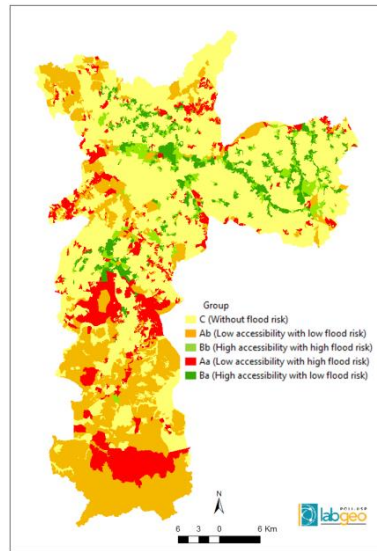 Group
C (Without flood risk)
Ab (Low accessibility with low flood risk)
Bb (High accessibility with high flood risk)
Aa (Low accessibility with high flood risk)
Ba (High accessibility with low flood risk)
N
6 3 0 6 Km
POLI-USP
labgeo